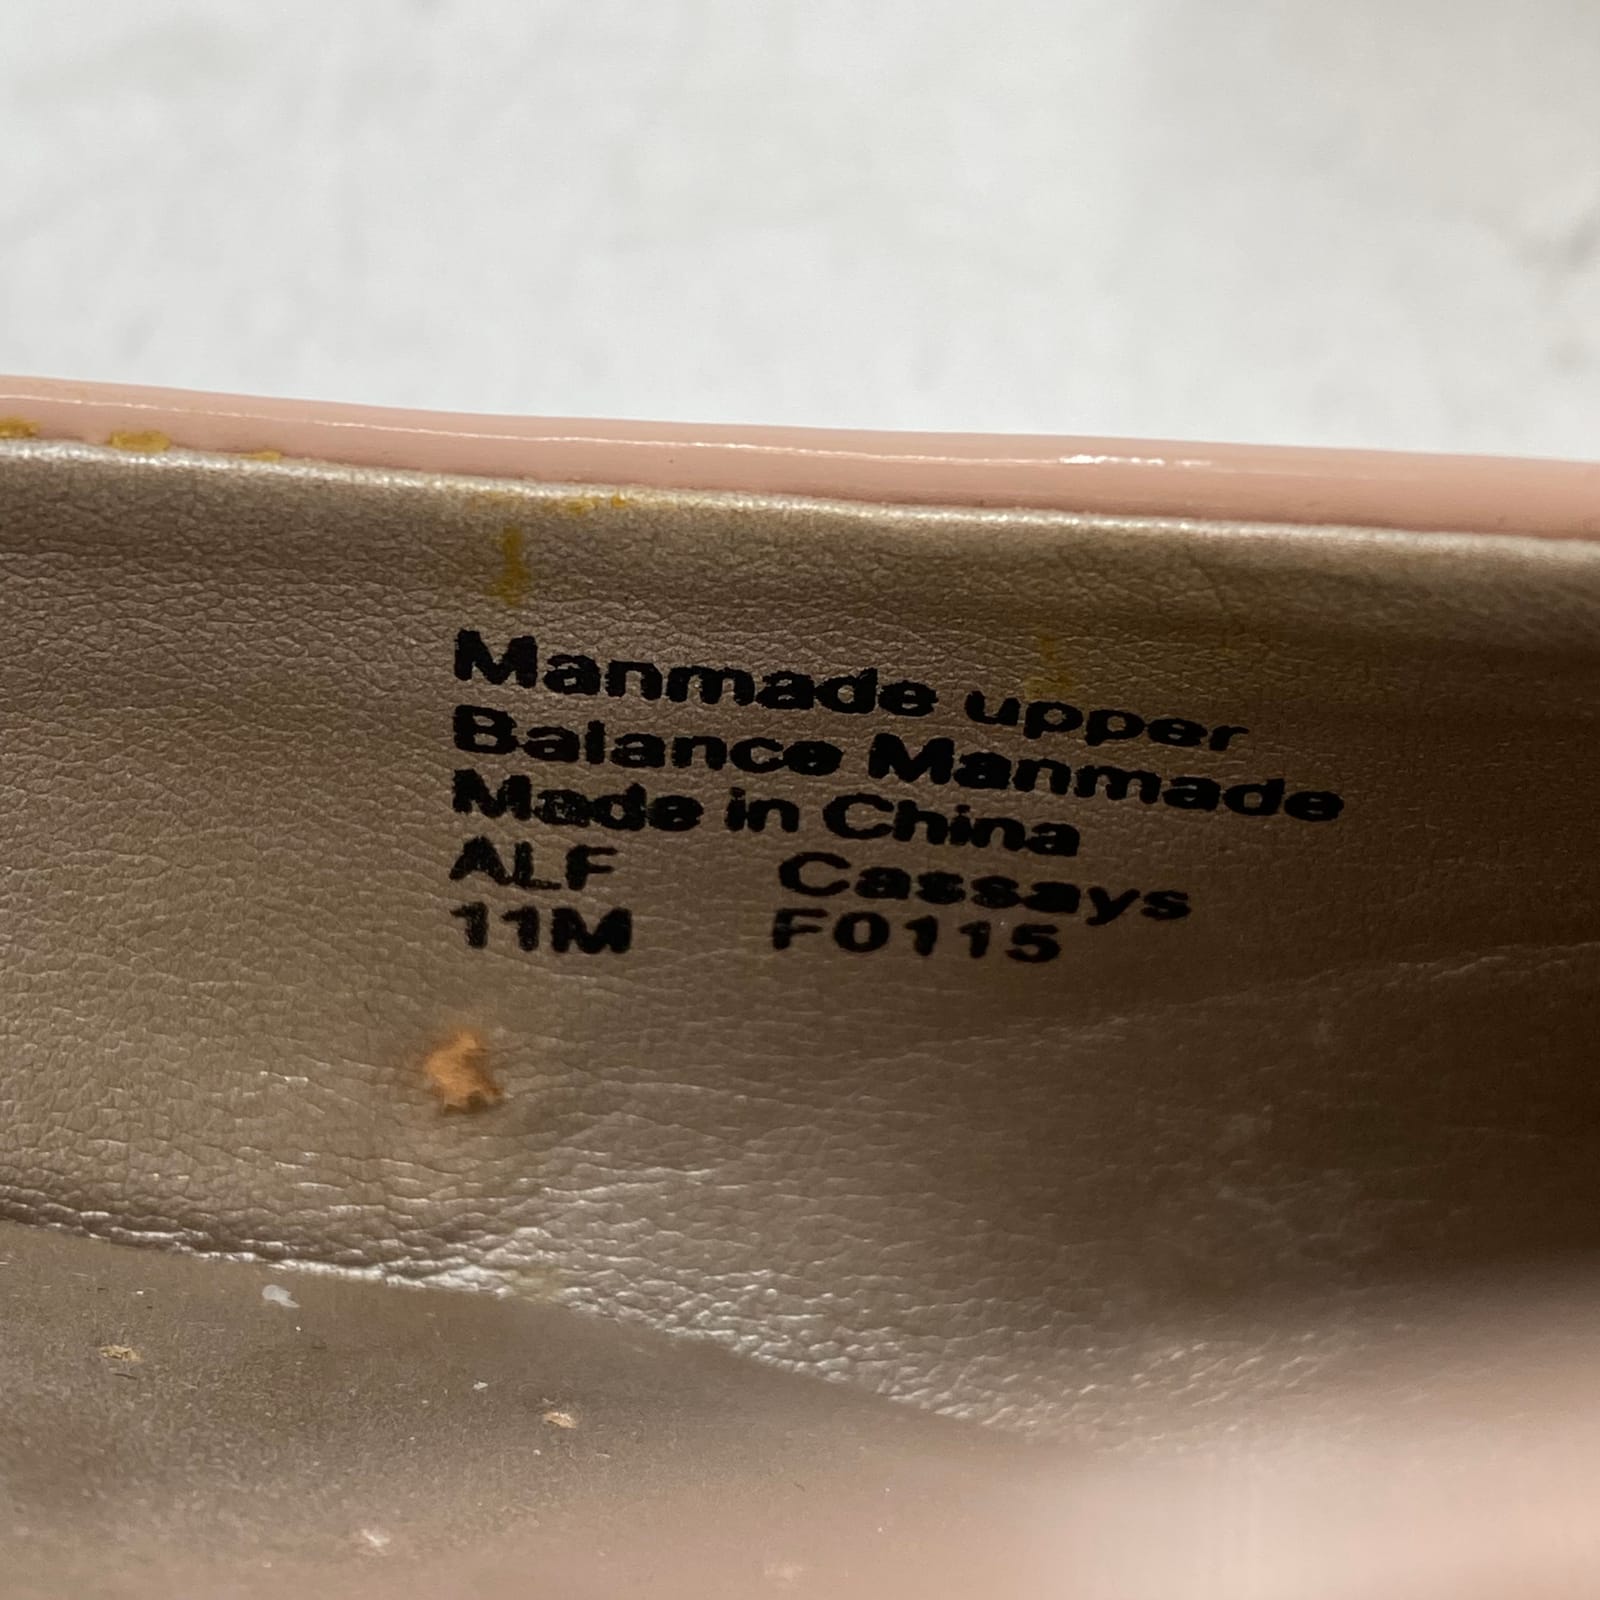 Manmade upper
Balance Manmade
Made in China
ALF Cassays
11M F0115